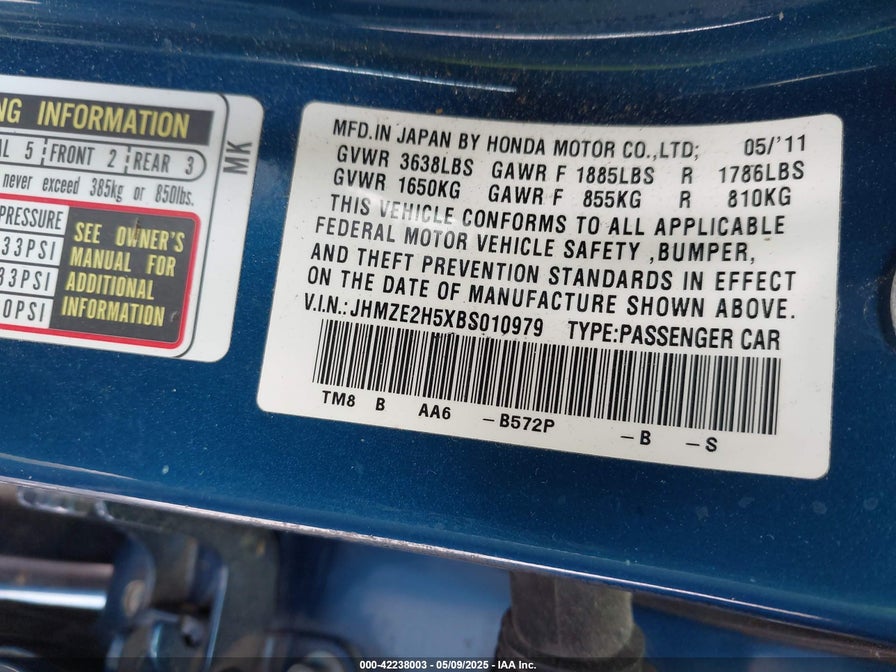 NG INFORMATION
AL 5 FRONT 2 REAR 3
never exceed 385kg or 850lbs.
PRESSURE
33PSI
33PSI
0PSI
SEE OWNER'S
MANUAL FOR
ADDITIONAL
INFORMATION
MK
MFD.IN JAPAN BY HONDA MOTOR CO.,LTD; 05/'11
GVWR 3638LBS GAWR F 1885LBS R 1786LBS
GVWR 1650KG GAWR F 855KG R 810KG
THIS VEHICLE CONFORMS TO ALL APPLICABLE
FEDERAL MOTOR VEHICLE SAFETY ,BUMPER,
AND THEFT PREVENTION STANDARDS IN EFFECT
ON THE DATE OF MANUFACTURE SHOWN ABOVE.
V.I.N.:JHMZE2H5XBS010979 TYPE:PASSENGER CAR
TM8 B AA6 -B572P -B -S
000-42238003 — 05/09/2025 — IAA Inc.